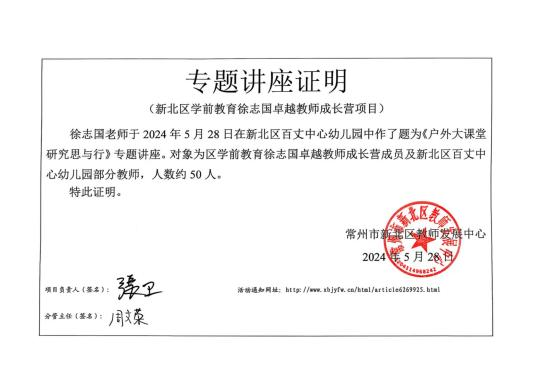 专题讲座证明
（新北区学前教育徐志国卓越教师成长营项目）
徐志国老师于 2024 年 5 月 28 日在新北区百丈中心幼儿园中作了题为《户外大课堂
研究思与行》专题讲座。对象为区学前教育徐志国卓越教师成长营成员及新北区百丈中
心幼儿园部分教师，人数约 50 人。
特此证明。
常州市新北区教师发展中心
2024 年 5 月 28 日
项目负责人（签名）：张卫
活动通知网址：http://www.xbjyfw.cn/html/article6269925.html
分管主任（签名）：周文荣